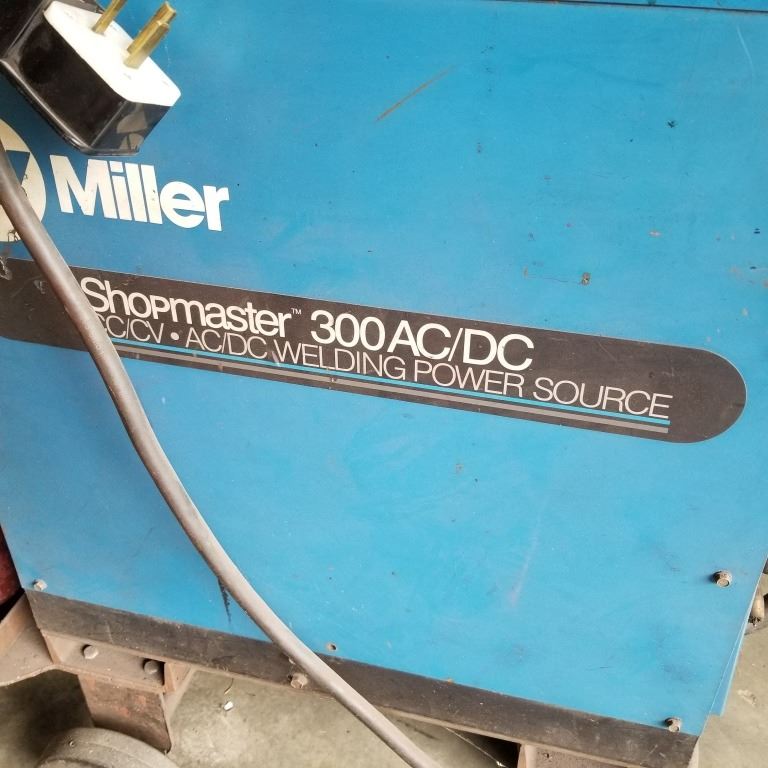 Miller
Shopmaster™ 300 AC/DC
CC/CV • AC/DC WELDING POWER SOURCE